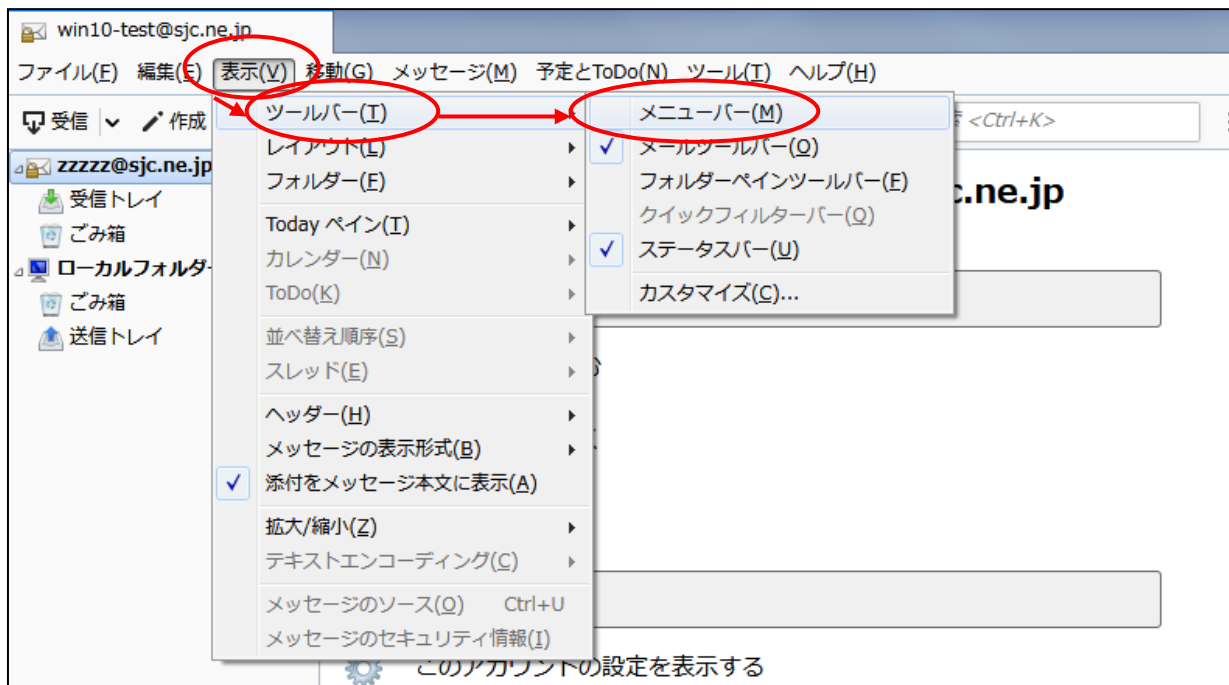 win10-test@sjc.ne.jp
ファイル(F) 編集(E) 表示(V) 移動(G) メッセージ(M) 予定とToDo(N) ツール(T) ヘルプ(H)
受信 作成 <Ctrl+K>
zzzzz@sjc.ne.jp
受信トレイ
ごみ箱
ローカルフォルダー
ごみ箱
送信トレイ
ツールバー(T)
レイアウト(L)
フォルダー(F)
Today ペイン(T)
カレンダー(N)
ToDo(K)
並べ替え順序(S)
スレッド(E)
ヘッダー(H)
メッセージの表示形式(B)
添付をメッセージ本文に表示(A)
拡大/縮小(Z)
テキストエンコーディング(C)
メッセージのソース(O) Ctrl+U
メッセージのセキュリティ情報(I)
メニューバー(M)
メールツールバー(O)
フォルダーペインツールバー(F)
クイックフィルターバー(Q)
ステータスバー(U)
カスタマイズ(C)...
c.ne.jp
このアカウントの設定を表示する